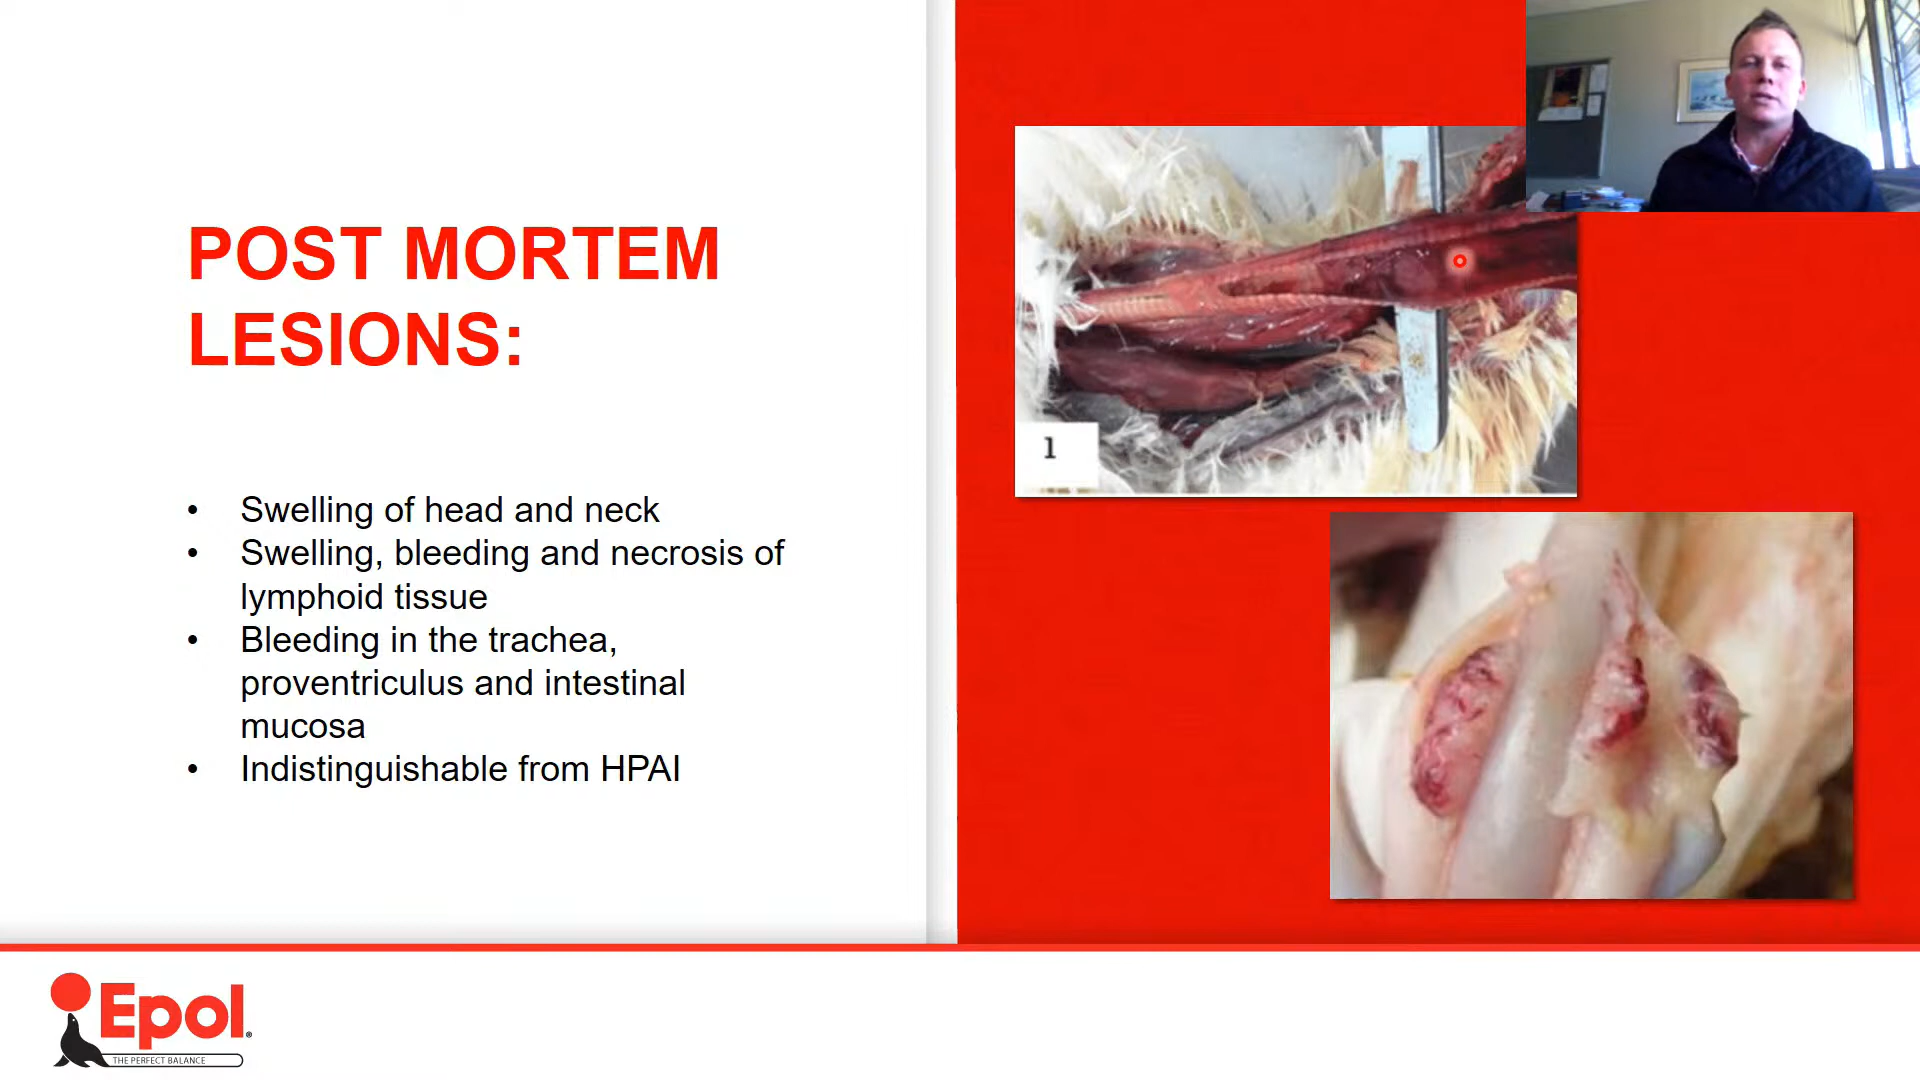 POST MORTEM
LESIONS:
• Swelling of head and neck
• Swelling, bleeding and necrosis of
lymphoid tissue
• Bleeding in the trachea,
proventriculus and intestinal
mucosa
• Indistinguishable from HPAI
1
Epol®
THE PERFECT BALANCE